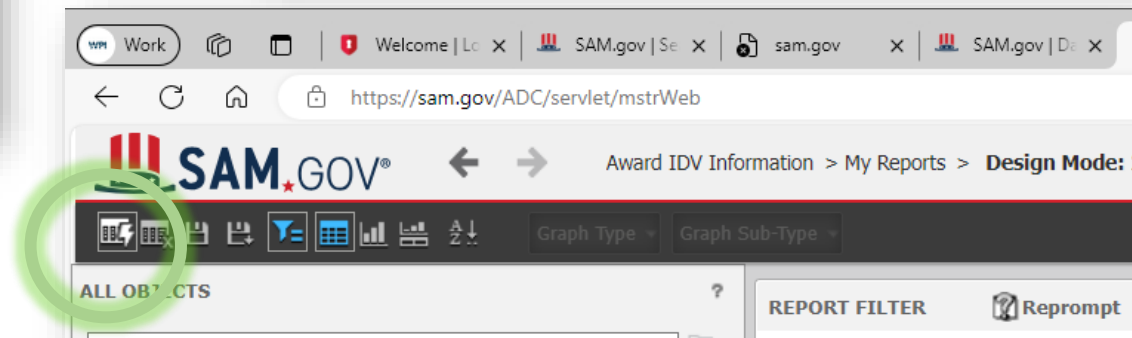 WPI Work Welcome | Lo SAM.gov | Se sam.gov SAM.gov | Da
https://sam.gov/ADC/servlet/mstrWeb
SAM.GOV® Award IDV Information > My Reports > Design Mode:
Graph Type Graph Sub-Type
ALL OBJECTS ?
REPORT FILTER Reprompt